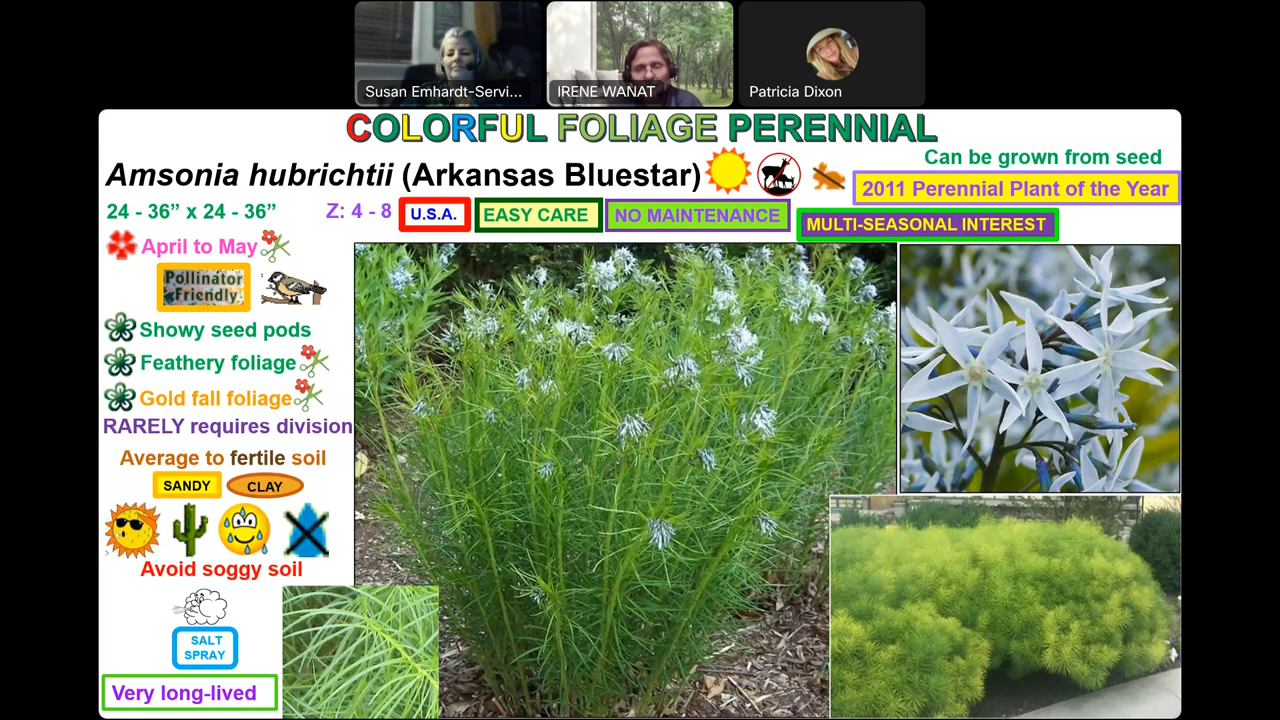 Susan Emhardt-Servi...
IRENE WANAT
Patricia Dixon
COLORFUL FOLIAGE PERENNIAL
Amsonia hubrichtii (Arkansas Bluestar)
Can be grown from seed
2011 Perennial Plant of the Year
24 - 36” x 24 - 36”
Z: 4 - 8
U.S.A.
EASY CARE
NO MAINTENANCE
MULTI-SEASONAL INTEREST
April to May
Pollinator
Friendly
Showy seed pods
Feathery foliage
Gold fall foliage
RARELY requires division
Average to fertile soil
SANDY
CLAY
Avoid soggy soil
SALT
SPRAY
Very long-lived